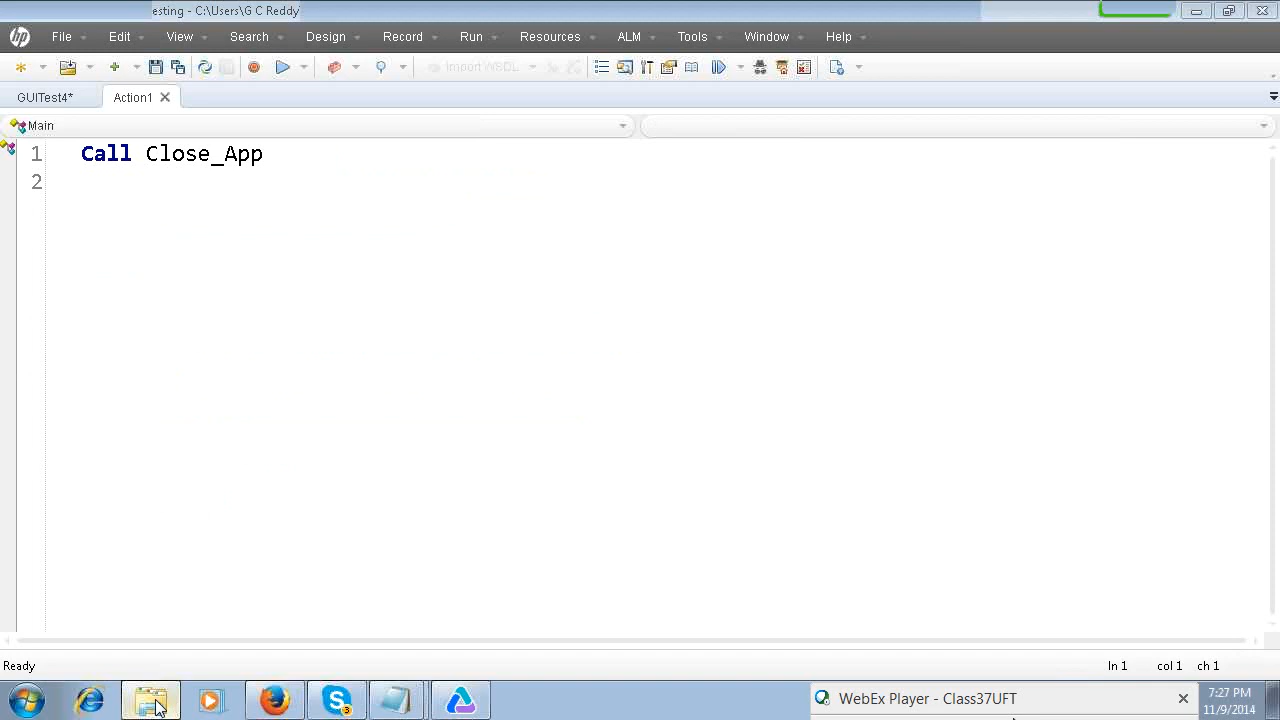 esting - C:\Users\G C Reddy
hp File Edit View Search Design Record Run Resources ALM Tools Window Help
Import WSDL
GUITest4* Action1
Main
1 Call Close_App
2
Ready ln 1 col 1 ch 1
WebEx Player - Class37UFT 7:27 PM
3 11/9/2014